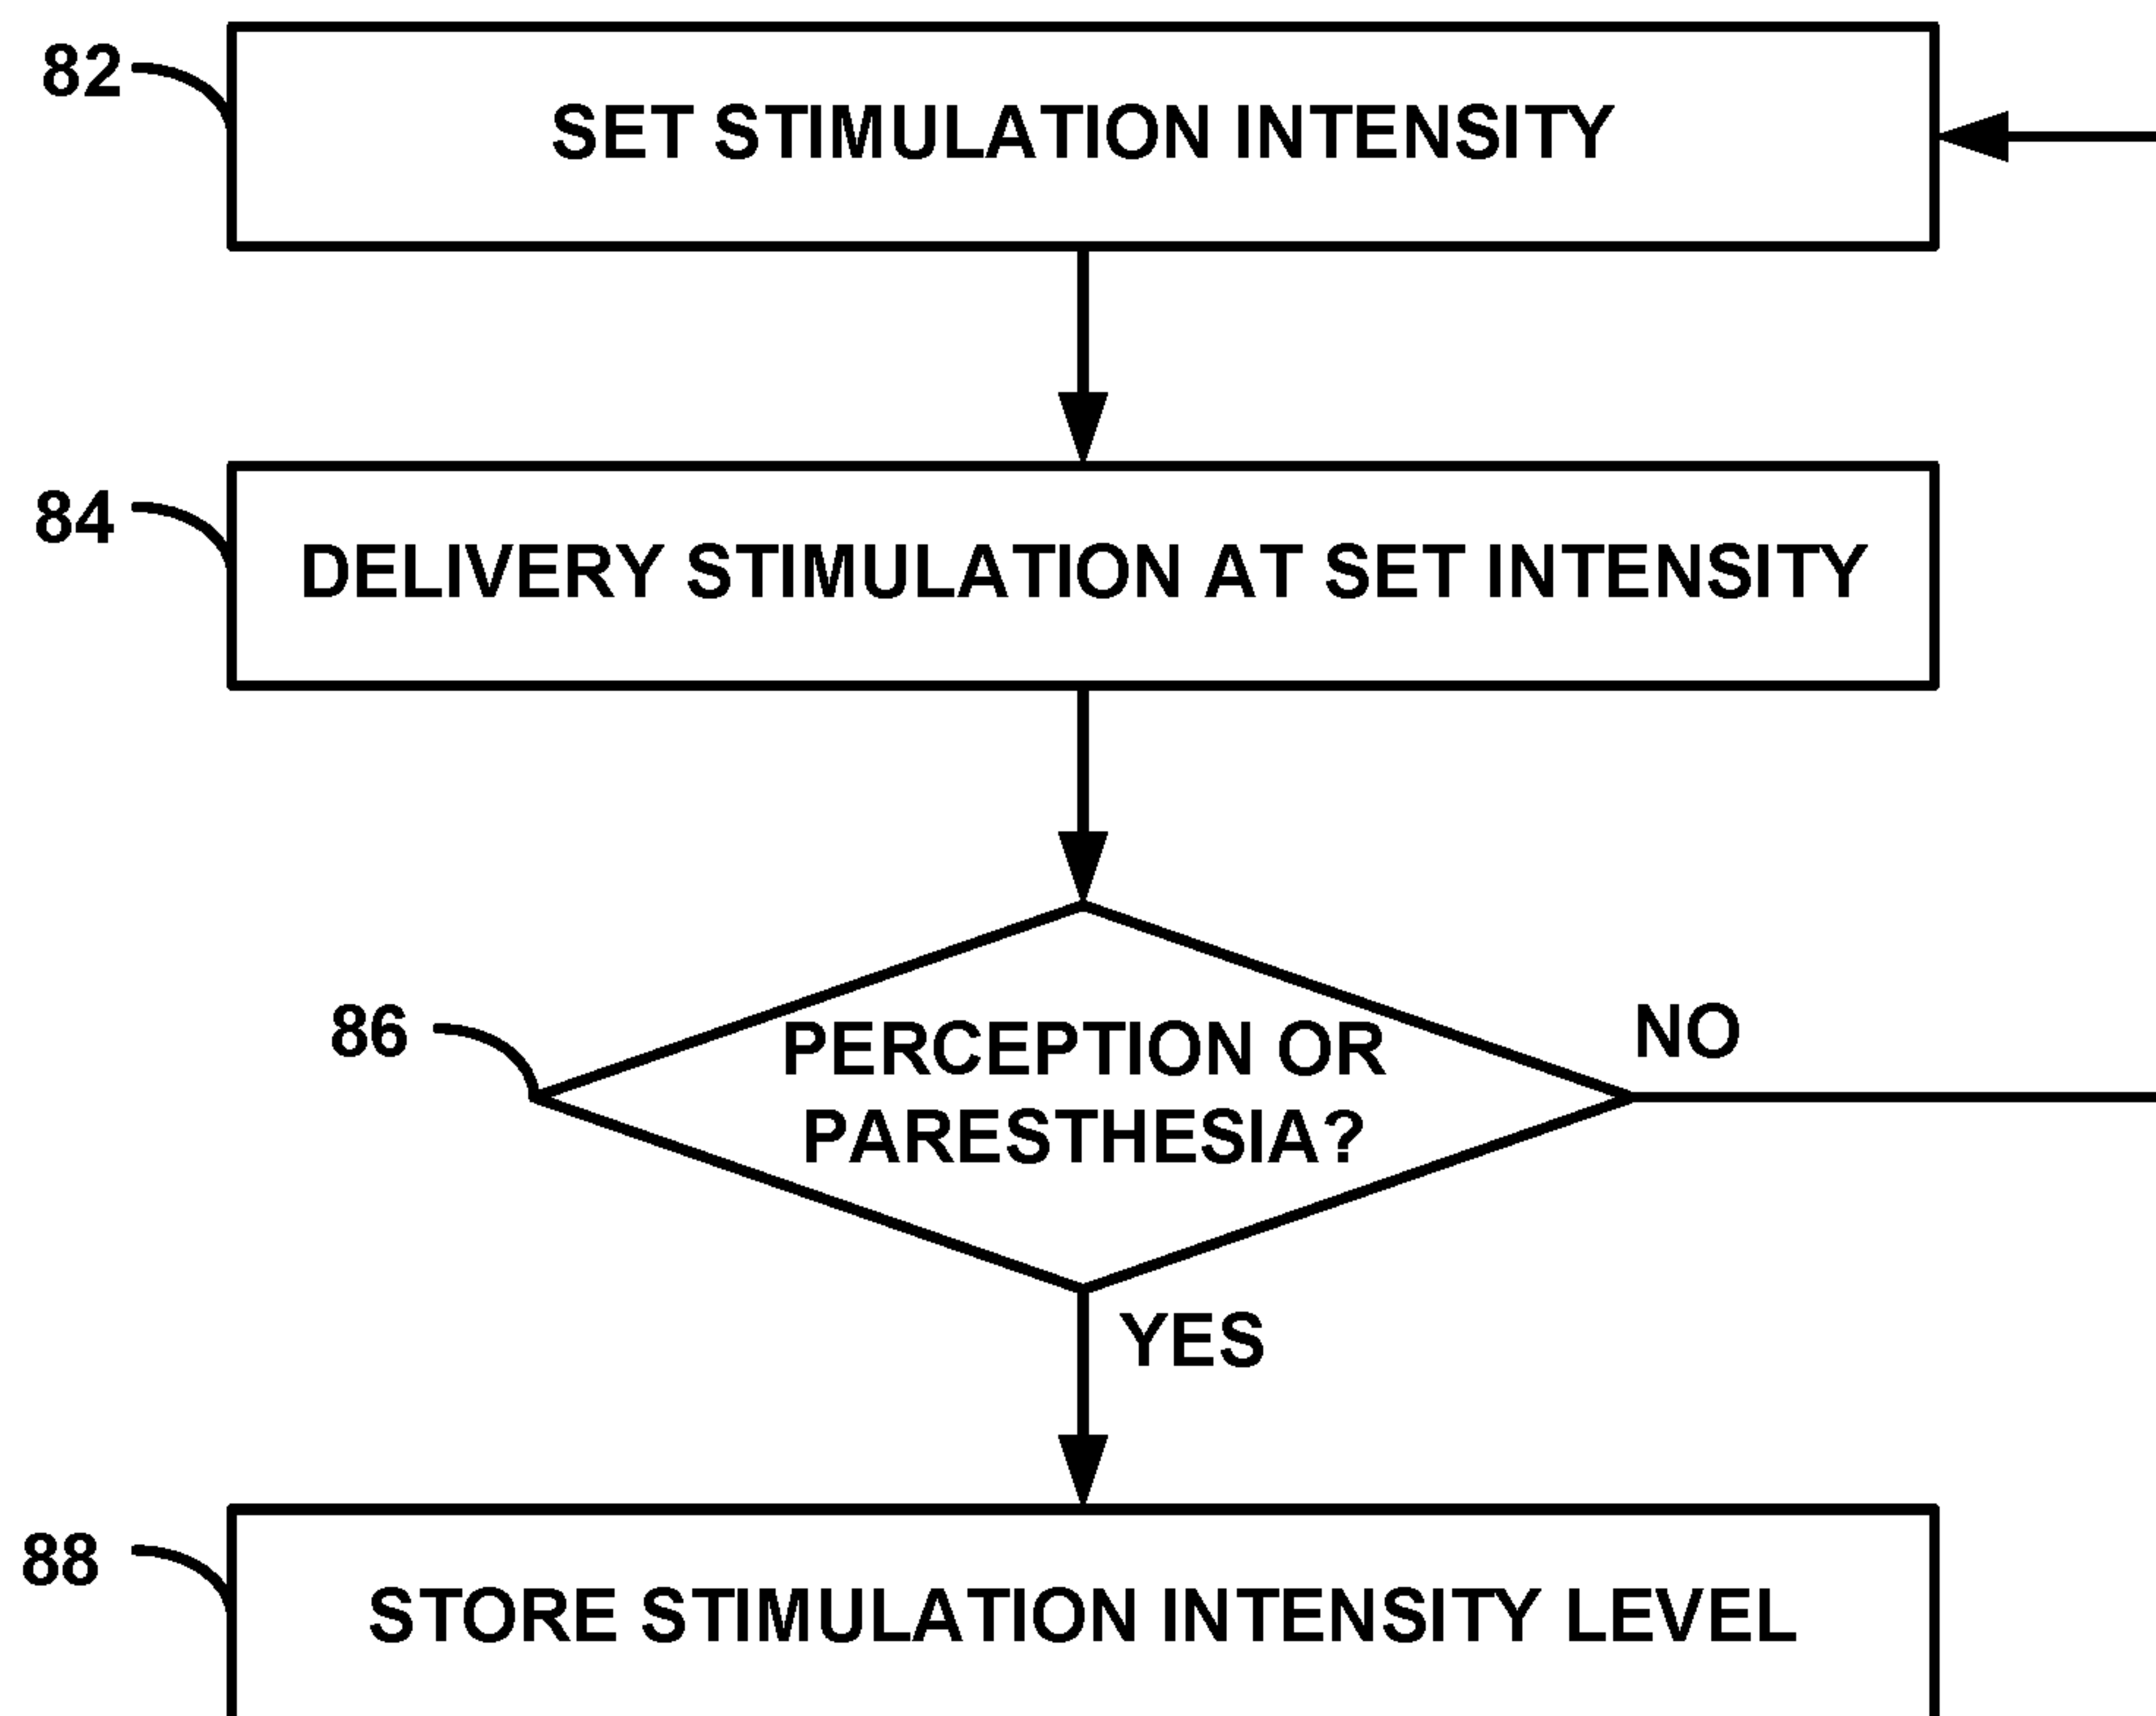 82
SET STIMULATION INTENSITY
84
DELIVERY STIMULATION AT SET INTENSITY
86
PERCEPTION OR
PARESTHESIA?
NO
YES
88
STORE STIMULATION INTENSITY LEVEL